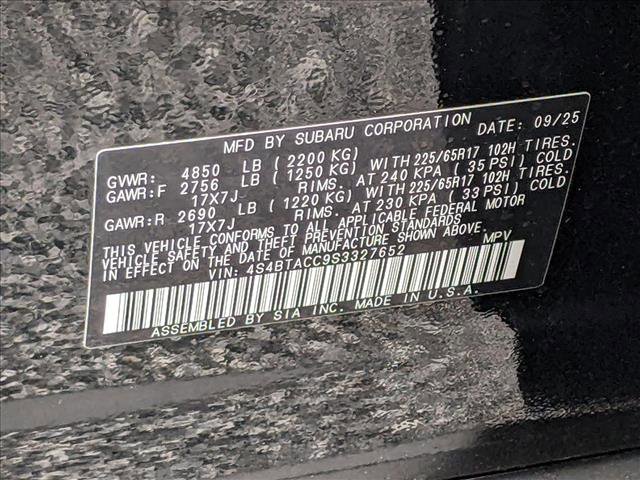 MFD BY SUBARU CORPORATION DATE: 09/25
GVWR: 4850 LB (2200 KG)
GAWR:F 2756 LB (1250 KG) WITH 225/65R17 102H TIRES.
17X7J RIMS. AT 240 KPA (35 PSI) COLD
GAWR:R 2690 LB (1220 KG) WITH 225/65R17 102H TIRES.
17X7J RIMS. AT 230 KPA (33 PSI) COLD
THIS VEHICLE CONFORMS TO ALL APPLICABLE FEDERAL MOTOR
VEHICLE SAFETY AND THEFT PREVENTION STANDARDS
IN EFFECT ON THE DATE OF MANUFACTURE SHOWN ABOVE.
VIN: 4S4BTACC9S3327652 MPV
ASSEMBLED BY SIA INC. MADE IN U.S.A.